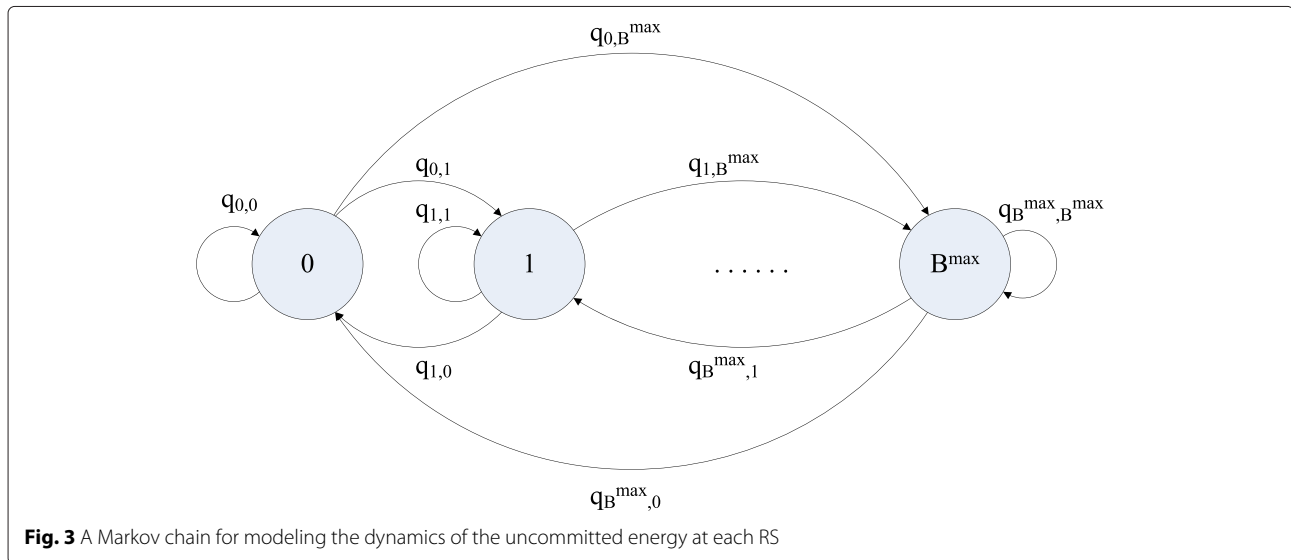 q0,Bmax
q0,1
q1,Bmax
q0,0
q1,1
qBmax,Bmax
0
1
......
Bmax
q1,0
qBmax,1
qBmax,0
Fig. 3 A Markov chain for modeling the dynamics of the uncommitted energy at each RS